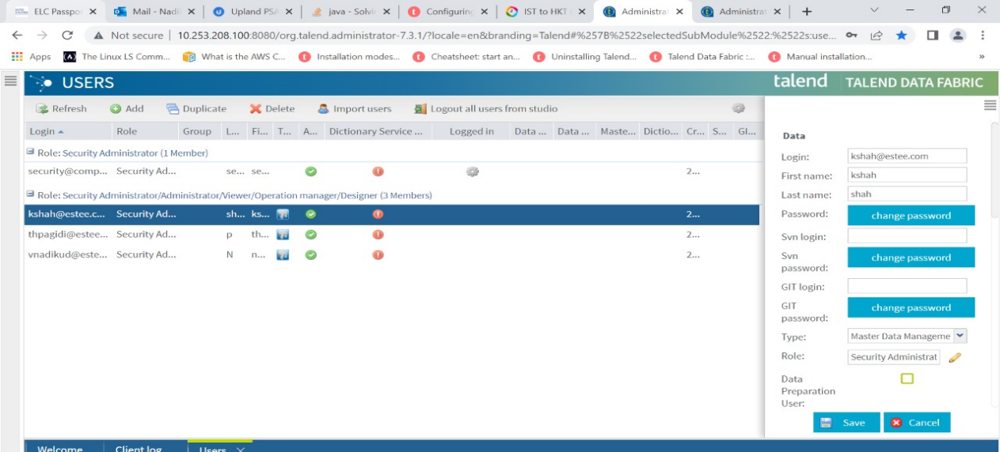 ELC Passpo
Mail - Nadi
Upland PSA
java - Solvi
Configuring
IST to HKT
Administrat
Administrat
Not secure | 10.253.208.100:8080/org.talend.administrator-7.3.1/?locale=en&branding=Talend#%257B%2522selectedSubModule%2522:%2522s:use...
Apps The Linux LS Comm... What is the AWS C... Installation modes... Cheatsheet: start an... Uninstalling Talend... Talend Data Fabric :... Manual installation... »
USERS talend TALEND DATA FABRIC
Refresh Add Duplicate Delete Import users Logout all users from studio
Login Role Group L... Fi... T... A... Dictionary Service ... Logged in Data ... Data ... Maste... Dictio... Cr... S... Gl...
Role: Security Administrator (1 Member)
security@comp... Security Ad... se... se... 2...
Role: Security Administrator/Administrator/Viewer/Operation manager/Designer (3 Members)
kshah@estee.c... Security Ad... sh... ks... 2...
thpagidi@estee... Security Ad... p th... 2...
vnadikud@este... Security Ad... N n... 2...
Data
Login: kshah@estee.com
First name: kshah
Last name: shah
Password: change password
Svn login:
Svn password: change password
GIT login:
GIT password: change password
Type: Master Data Manageme
Role: Security Administrat
Data Preparation User:
Save Cancel
Welcome Client log Users